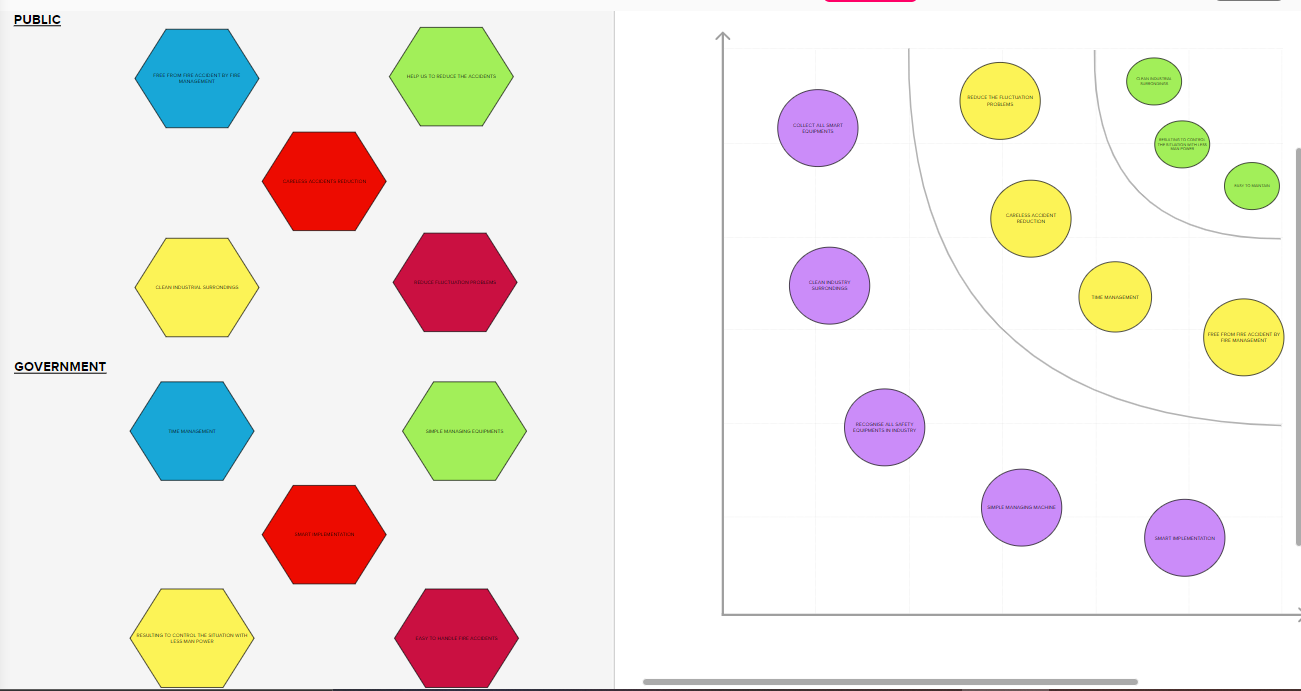 PUBLIC
FREE FROM FIRE ACCIDENT BY FIRE
MANAGEMENT
HELP US TO REDUCE THE ACCIDENTS
CARELESS ACCIDENTS REDUCTION
CLEAN INDUSTRIAL SURRONDINGS
REDUCE FLUCTUATION PROBLEMS
GOVERNMENT
TIME MANAGEMENT
SIMPLE MANAGING EQUIPMENTS
SMART IMPLEMENTATION
RESULTING TO CONTROL THE SITUATION WITH
LESS MAN POWER
EASY TO HANDLE FIRE ACCIDENTS
COLLECT ALL SMART
EQUIPMENTS
REDUCE THE FLUCTUATION
PROBLEMS
CLEAN INDUSTRIAL
SURRONDINGS
RESULTING TO CONTROL
THE SITUATION WITH LESS
MAN POWER
EASY TO MAINTAIN
CARELESS ACCIDENT
REDUCTION
CLEAN INDUSTRY
SURRONDINGS
TIME MANAGEMENT
FREE FROM FIRE ACCIDENT BY
FIRE MANAGEMENT
RECOGNISE ALL SAFETY
EQUIPMENTS IN INDUSTRY
SIMPLE MANAGING MACHINE
SMART IMPLEMENTATION